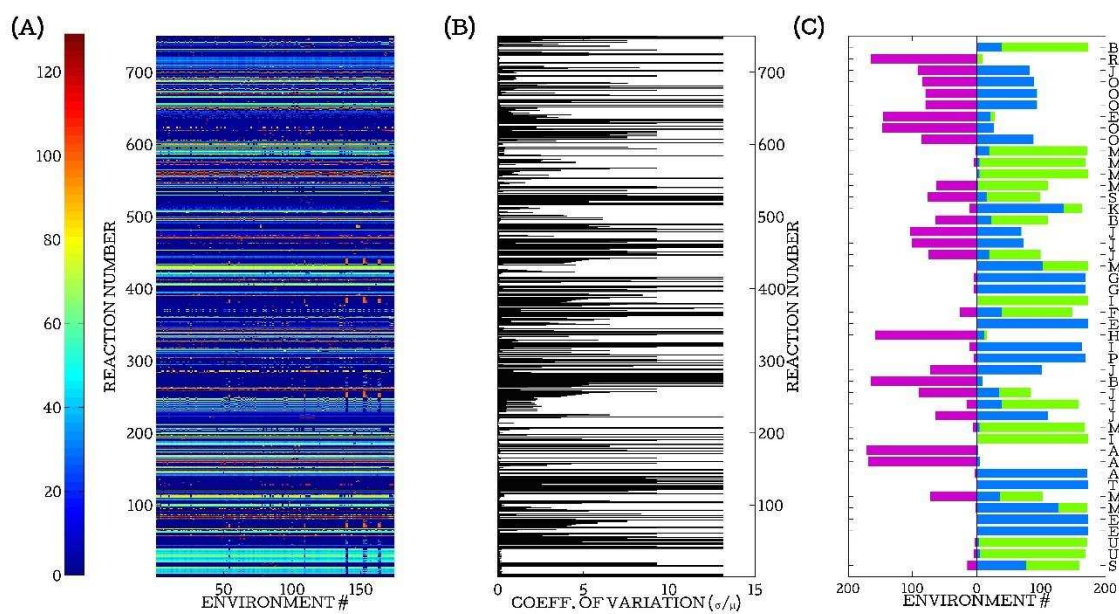 (A)
(B)
(C)
120
100
80
60
40
20
0
REACTION NUMBER
700
600
500
400
300
200
100
50
100
150
ENVIRONMENT #
0
5
10
15
COEFF. OF VARIATION (σ/μ)
REACTION NUMBER
700
600
500
400
300
200
100
B
R
J
O
O
O
E
O
O
M
M
M
M
S
K
B
J
J
J
M
G
G
F
E
H
I
P
J
B
J
M
A
A
A
T
M
M
E
E
U
U
S
200
100
0
100
200
ENVIRONMENT #